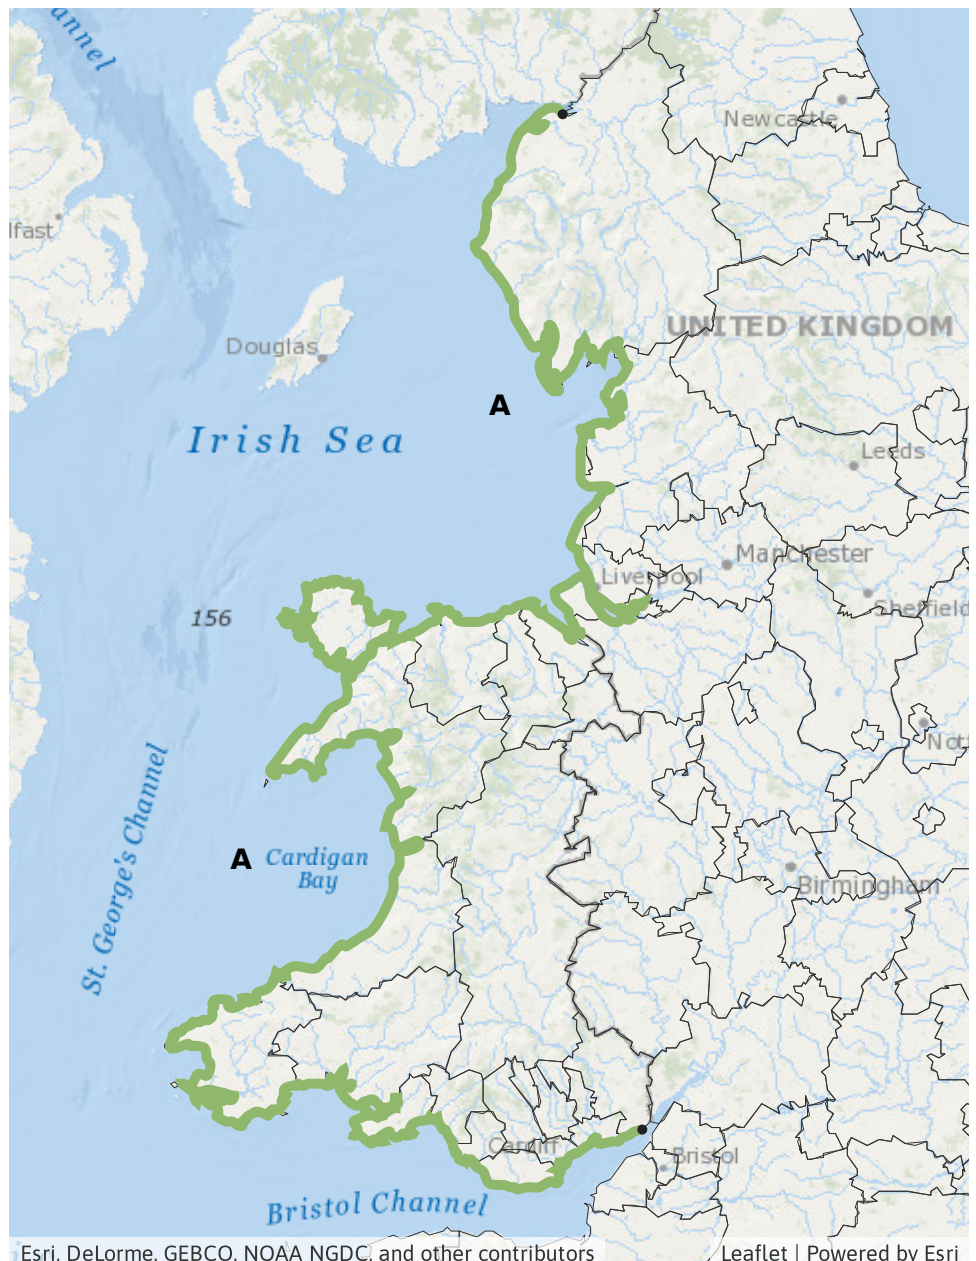 annel
Newcastle
lfast
UNITED KINGDOM
Douglas
A
Irish Sea
Leeds
Manchester
Liverpool
Sheffield
156
Nott
St. George's Channel
A
Cardigan
Bay
Birmingham
Cardiff
Bristol
Bristol Channel
Esri, DeLorme, GEBCO, NOAA NGDC, and other contributors
Leaflet | Powered by Esri